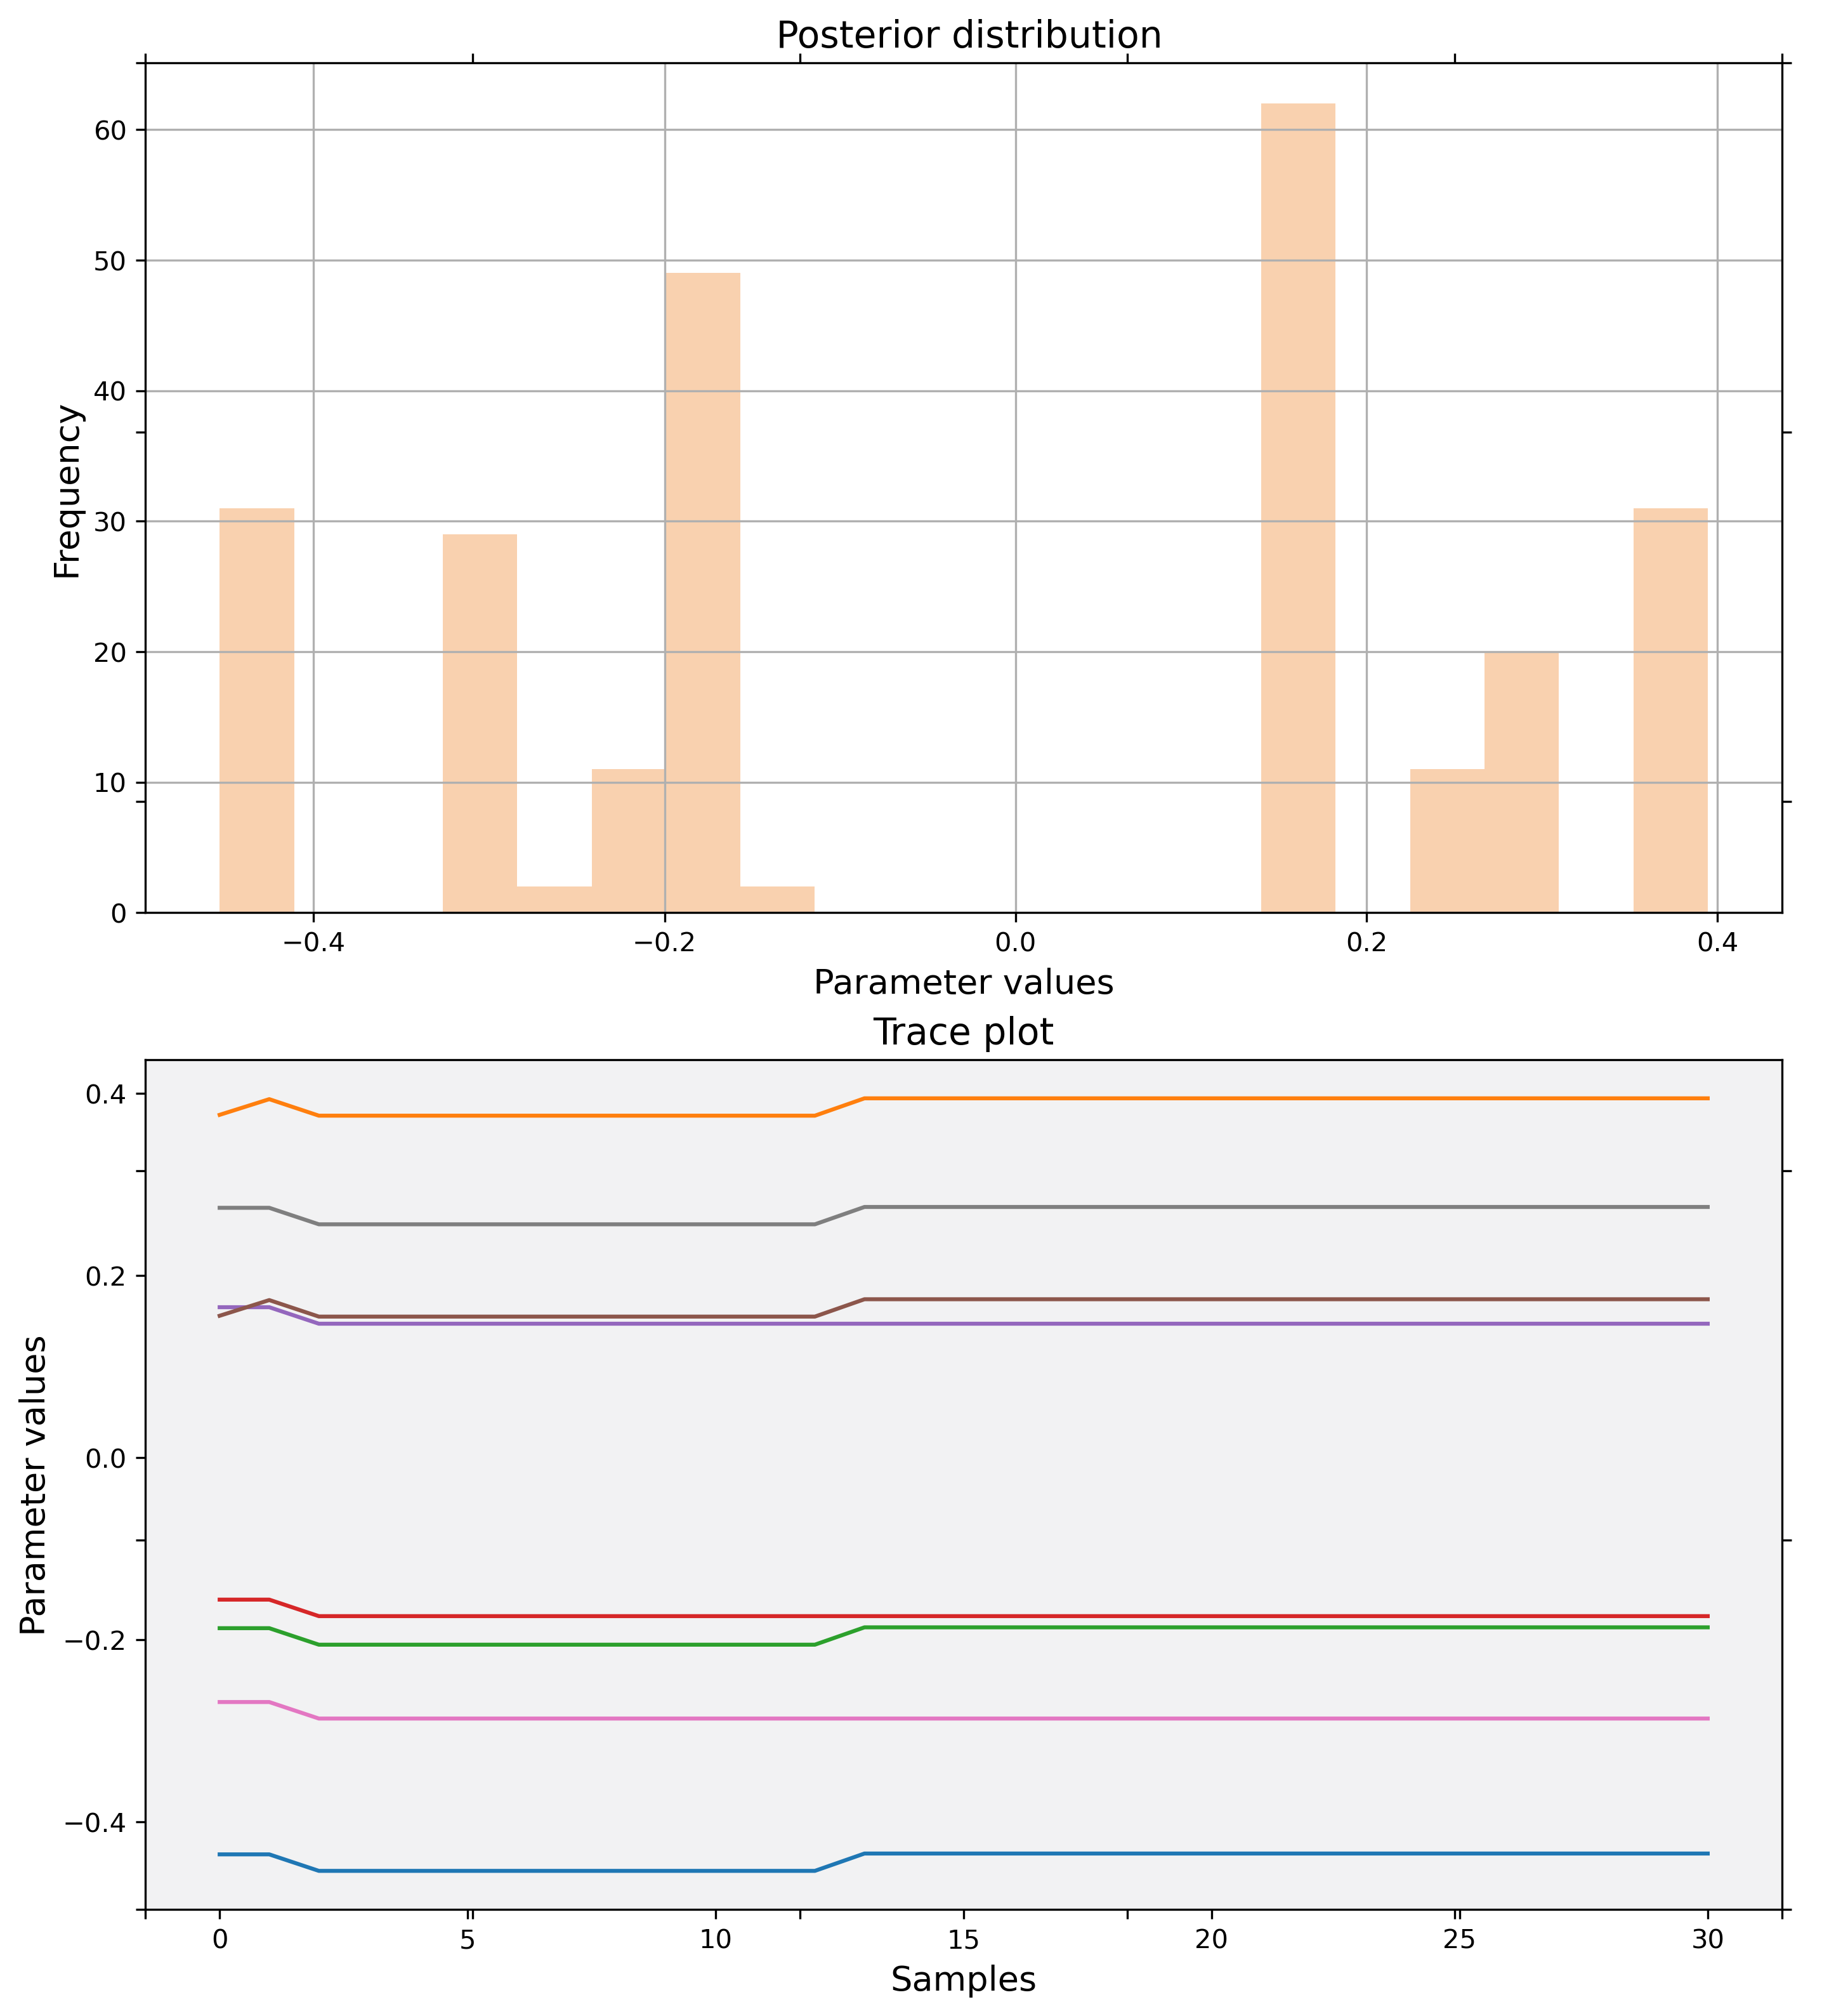 Posterior distribution
60
50
40
30
20
10
0
Frequency
−0.4 −0.2 0.0 0.2 0.4
Parameter values
Trace plot
0.4
0.2
0.0
−0.2
−0.4
Parameter values
0 5 10 15 20 25 30
Samples